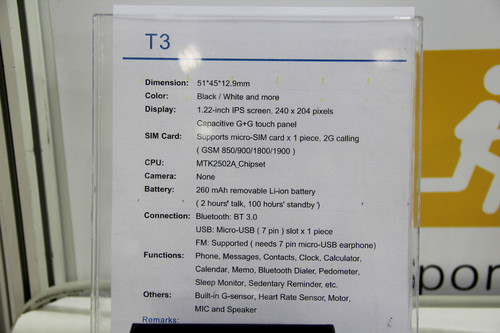 T3
Dimension: 51*45*12.9mm
Color: Black / White and more
Display: 1.22-inch IPS screen, 240 x 204 pixels
Capacitive G+G touch panel
SIM Card: Supports micro-SIM card x 1 piece, 2G calling
( GSM 850/900/1800/1900 )
CPU: MTK2502A Chipset
Camera: None
Battery: 260 mAh removable Li-ion battery
( 2 hours' talk, 100 hours' standby )
Connection: Bluetooth: BT 3.0
USB: Micro-USB ( 7 pin ) slot x 1 piece
FM: Supported ( needs 7 pin micro-USB earphone)
Functions: Phone, Messages, Contacts, Clock, Calculator,
Calendar, Memo, Bluetooth Dialer, Pedometer,
Sleep Monitor, Sedentary Reminder, etc.
Others: Built-in G-sensor, Heart Rate Sensor, Motor,
MIC and Speaker
Remarks:
por